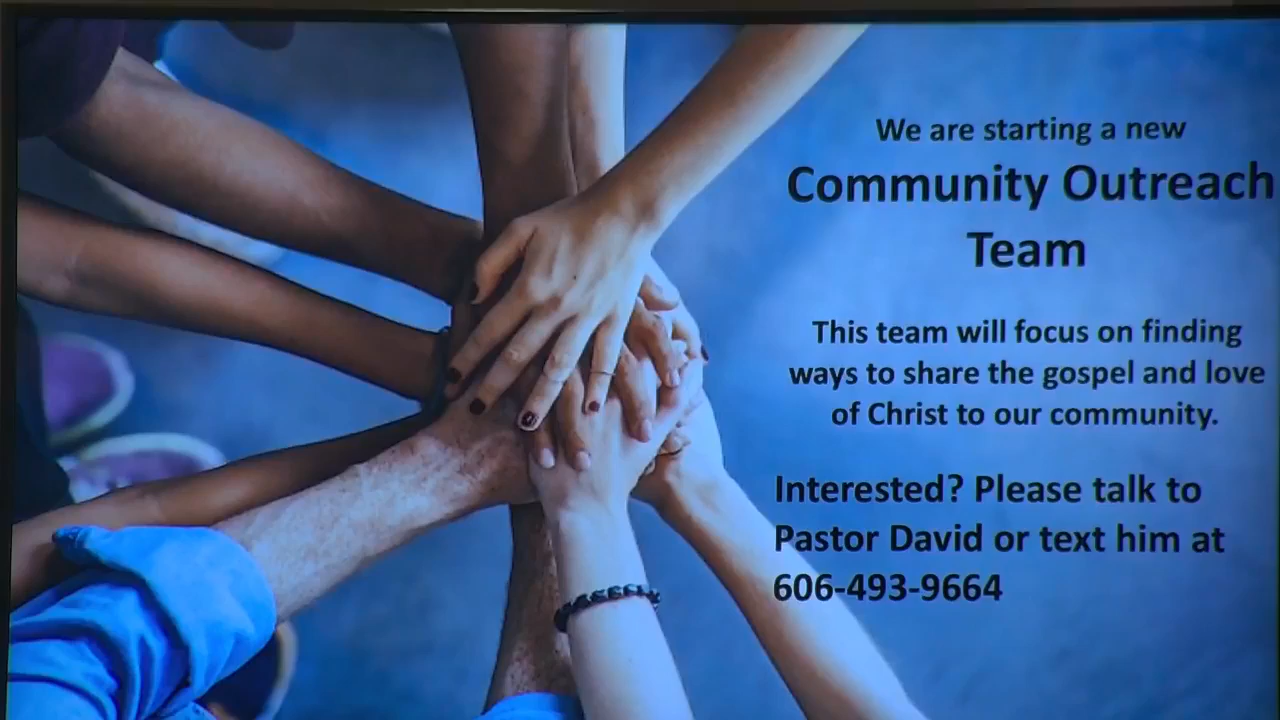 We are starting a new
Community Outreach
Team
This team will focus on finding
ways to share the gospel and love
of Christ to our community.
Interested? Please talk to
Pastor David or text him at
606-493-9664